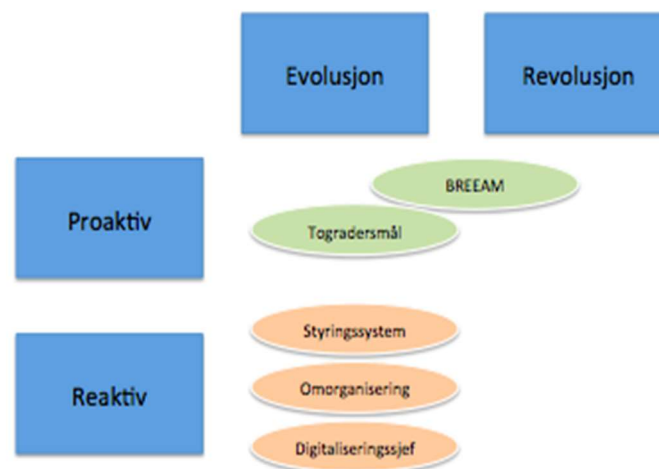 Evolusjon
Revolusjon
BREEAM
Proaktiv
Togradersmål
Styringssystem
Reaktiv
Omorganisering
Digitaliseringssjef